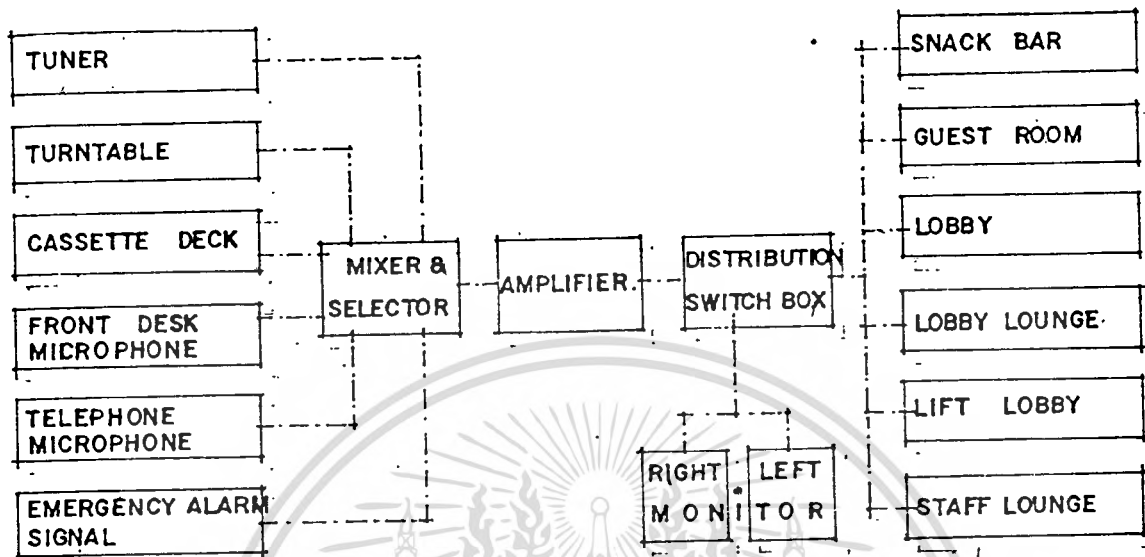 TUNER
TURNTABLE
CASSETTE DECK
FRONT DESK
MICROPHONE
TELEPHONE
MICROPHONE
EMERGENCY ALARM
SIGNAL
MIXER &
SELECTOR
AMPLIFIER.
DISTRIBUTION
SWITCH BOX
RIGHT LEFT
MONITOR
SNACK BAR
GUEST ROOM
LOBBY
LOBBY LOUNGE
LIFT LOBBY
STAFF LOUNGE